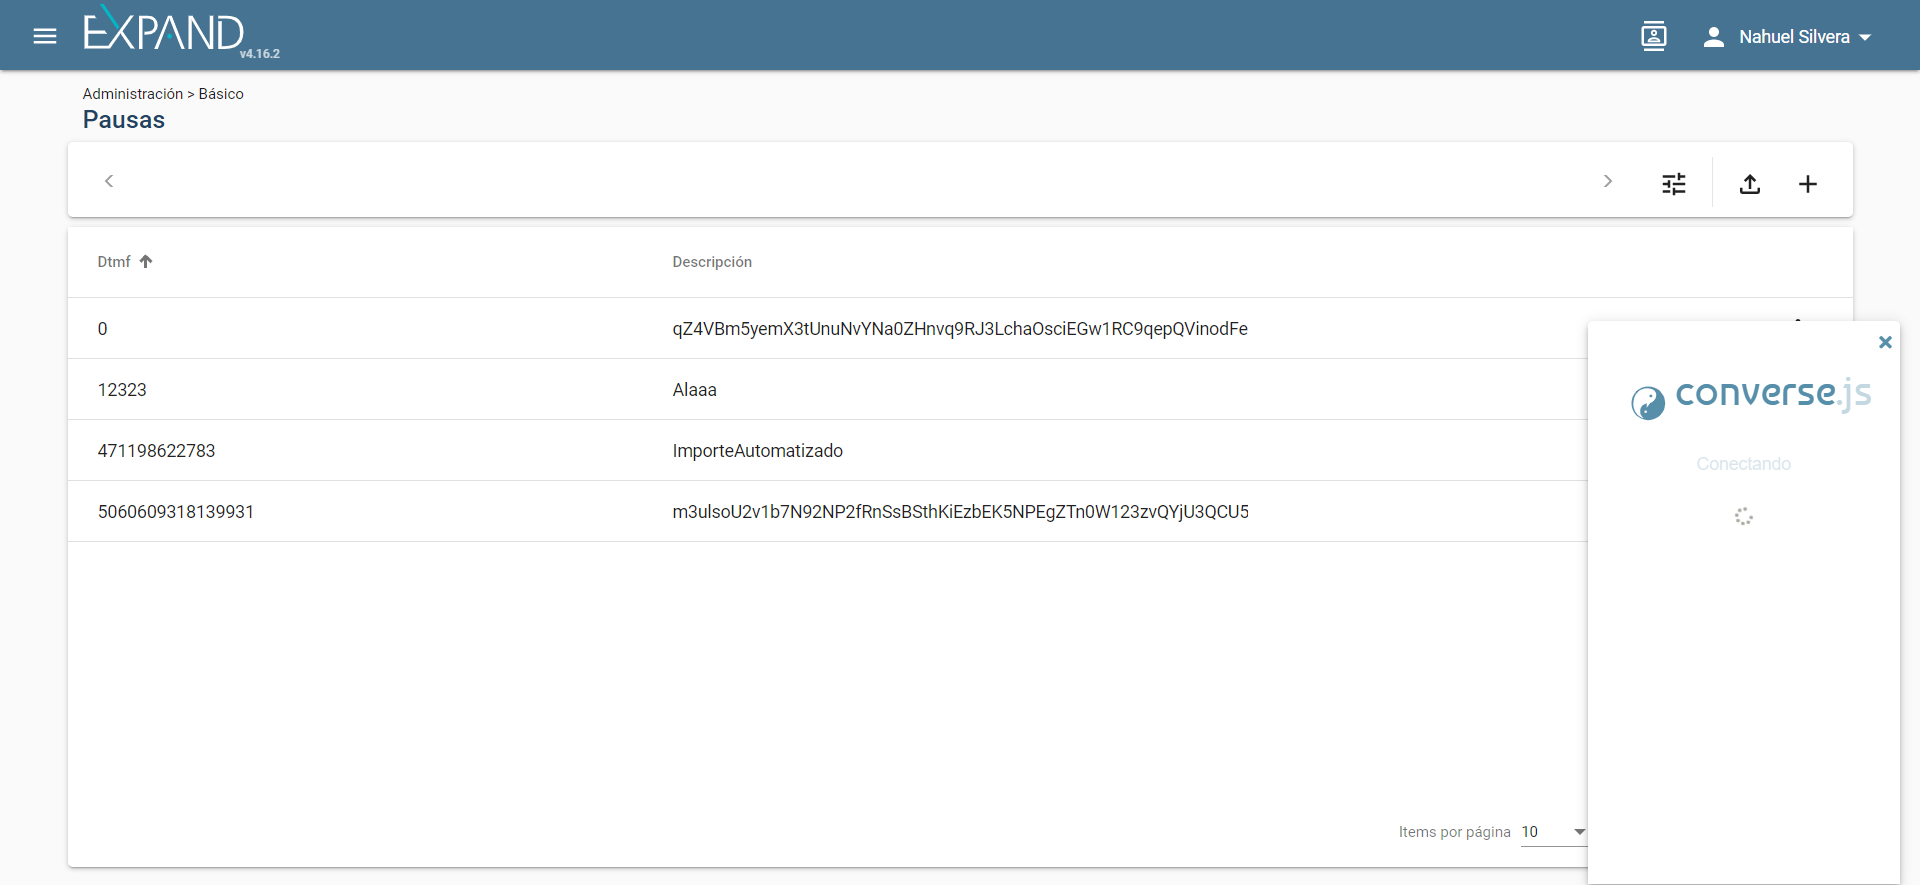 EXPAND
v4.16.2
Nahuel Silvera
Administración > Básico
Pausas
Dtmf Descripción
0 qZ4VBm5yemX3tUnuNvYNa0ZHnvq9RJ3LchaOsciEGw1RC9qepQVinodFe
12323 Alaaa
471198622783 ImporteAutomatizado
5060609318139931 m3ulsoU2v1b7N92NP2fRnSsBSthKiEzbEK5NPEgZTn0W123zvQYjU3QCU5
converse.js
Conectando
Items por página 10